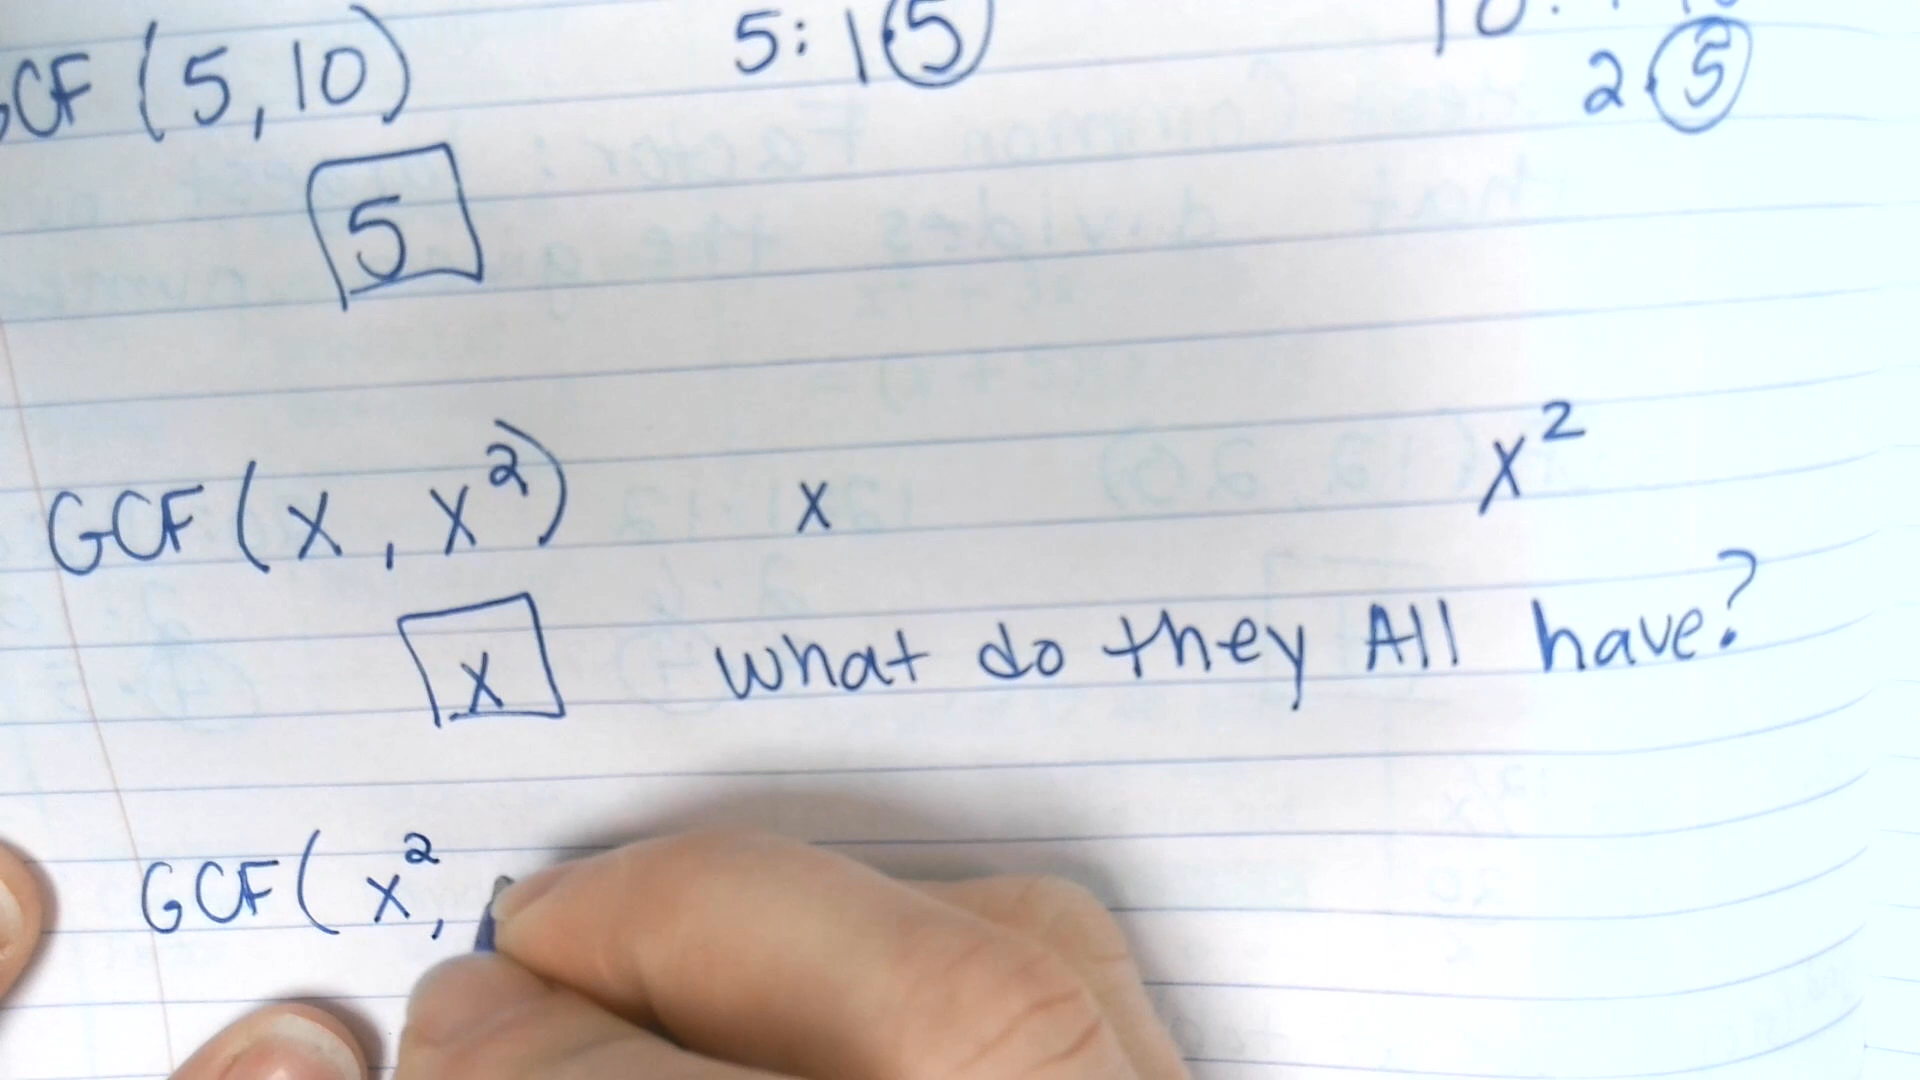 GCF (5, 10) 5: 1 · 5
2 · 5
5
GCF (x, x²) x x²
x What do they All have?
GCF( x²,